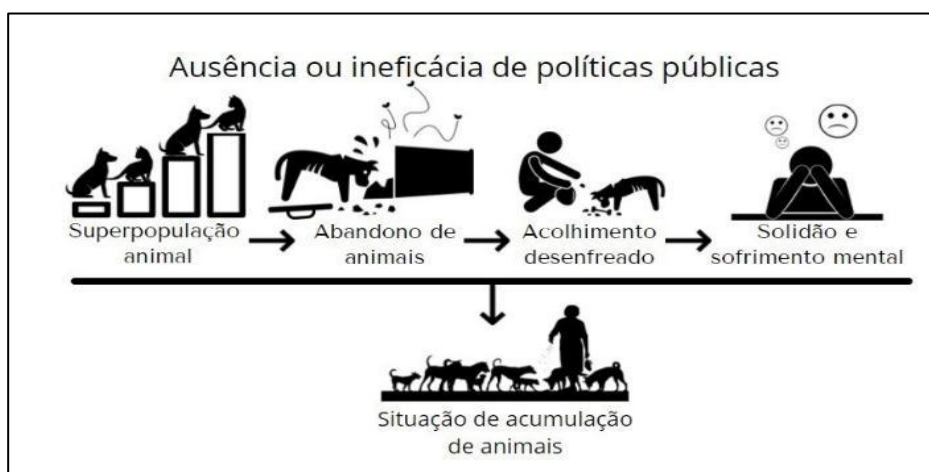 Ausência ou ineficácia de políticas públicas
Superpopulação
animal
Abandono de
animais
Acolhimento
desenfreado
Solidão e
sofrimento mental
Situação de acumulação
de animais